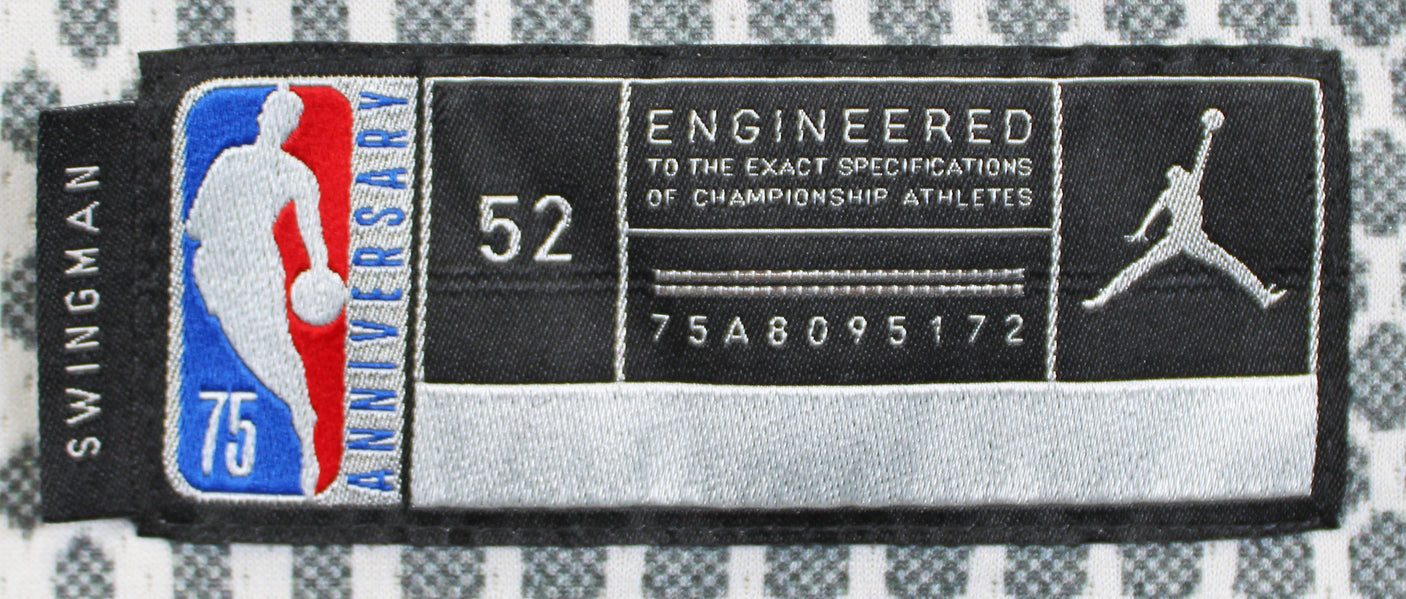 SWINGMAN
75
ANNIVERSARY
52
ENGINEERED
TO THE EXACT SPECIFICATIONS
OF CHAMPIONSHIP ATHLETES
75A8095172